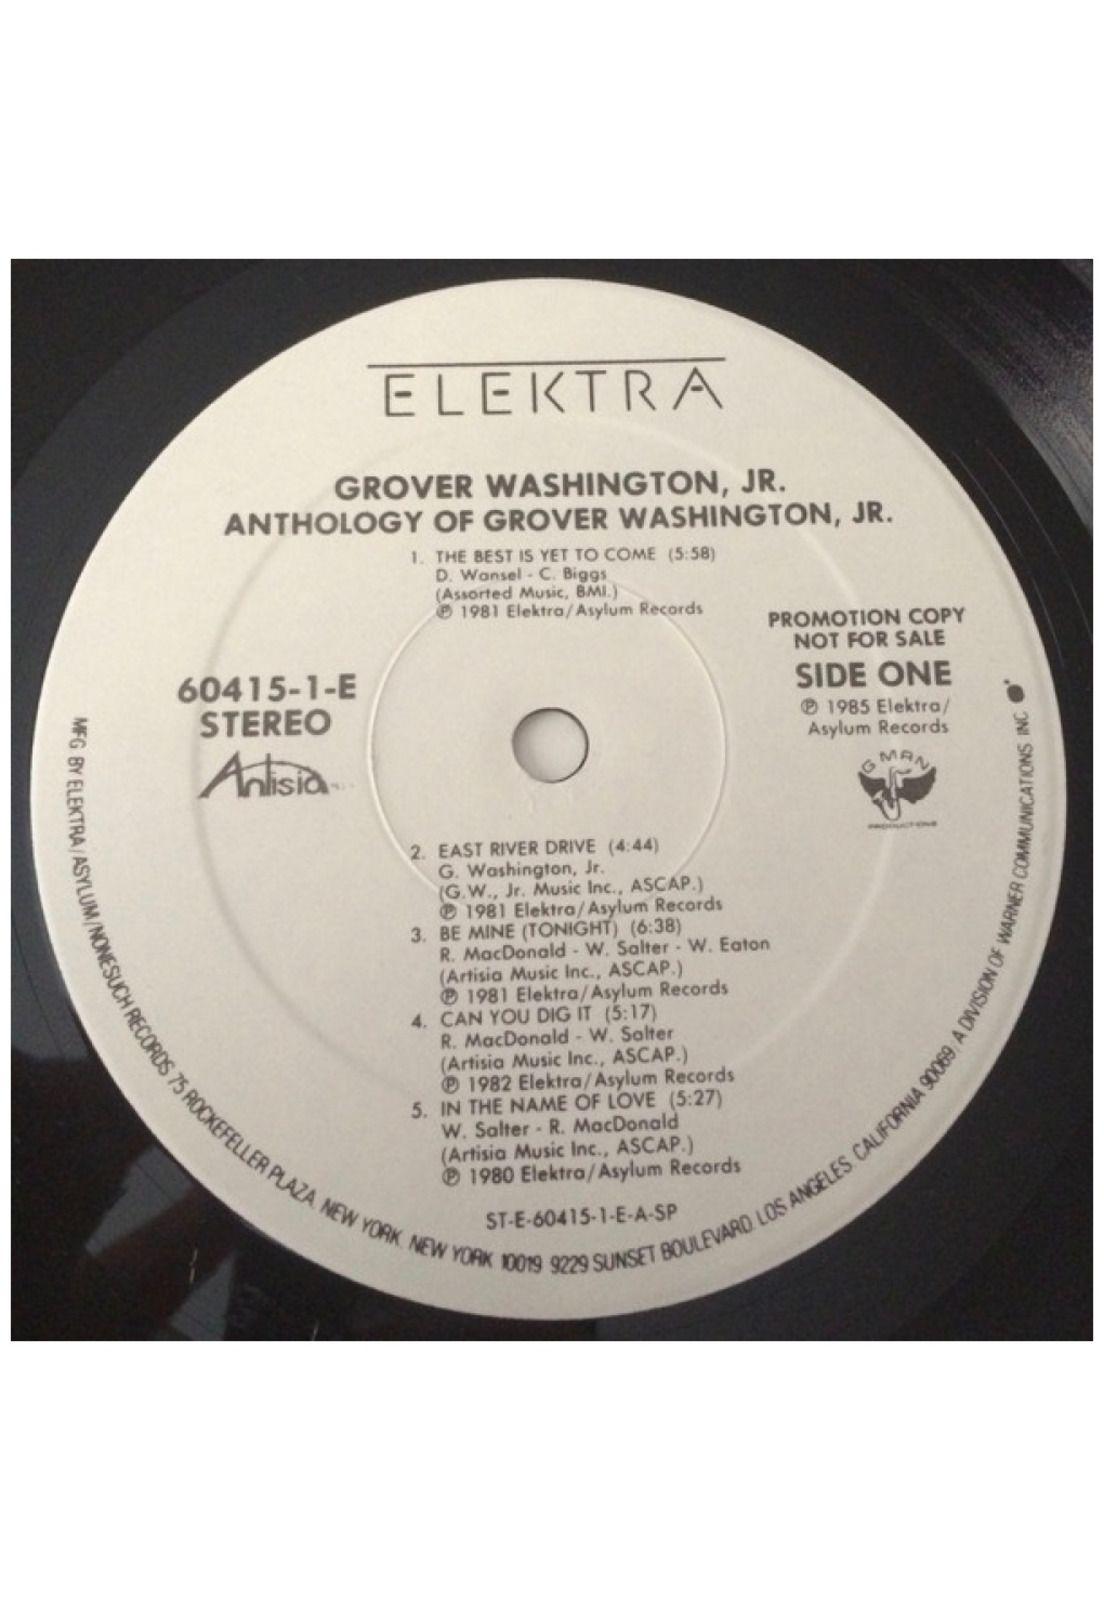 ELEKTRA
GROVER WASHINGTON, JR.
ANTHOLOGY OF GROVER WASHINGTON, JR.
1. THE BEST IS YET TO COME (5:58)
D. Wansel - C. Biggs
(Assorted Music, BMI.)
℗ 1981 Elektra/Asylum Records
PROMOTION COPY
NOT FOR SALE
SIDE ONE
℗ 1985 Elektra/
Asylum Records
G MAN
PRODUCTIONS
60415-1-E
STEREO
Artisia
2. EAST RIVER DRIVE (4:44)
G. Washington, Jr.
(G.W., Jr. Music Inc., ASCAP.)
℗ 1981 Elektra/Asylum Records
3. BE MINE (TONIGHT) (6:38)
R. MacDonald - W. Salter - W. Eaton
(Artisia Music Inc., ASCAP.)
℗ 1981 Elektra/Asylum Records
4. CAN YOU DIG IT (5:17)
R. MacDonald - W. Salter
(Artisia Music Inc., ASCAP.)
℗ 1982 Elektra/Asylum Records
5. IN THE NAME OF LOVE (5:27)
W. Salter - R. MacDonald
(Artisia Music Inc., ASCAP.)
℗ 1980 Elektra/Asylum Records
ST-E-60415-1-E-A-SP
MFG BY ELEKTRA/ASYLUM/NONESUCH RECORDS, 75 ROCKEFELLER PLAZA, NEW YORK, NEW YORK 10019 9229 SUNSET BOULEVARD, LOS ANGELES, CALIFORNIA 90069. A DIVISION OF WARNER COMMUNICATIONS INC